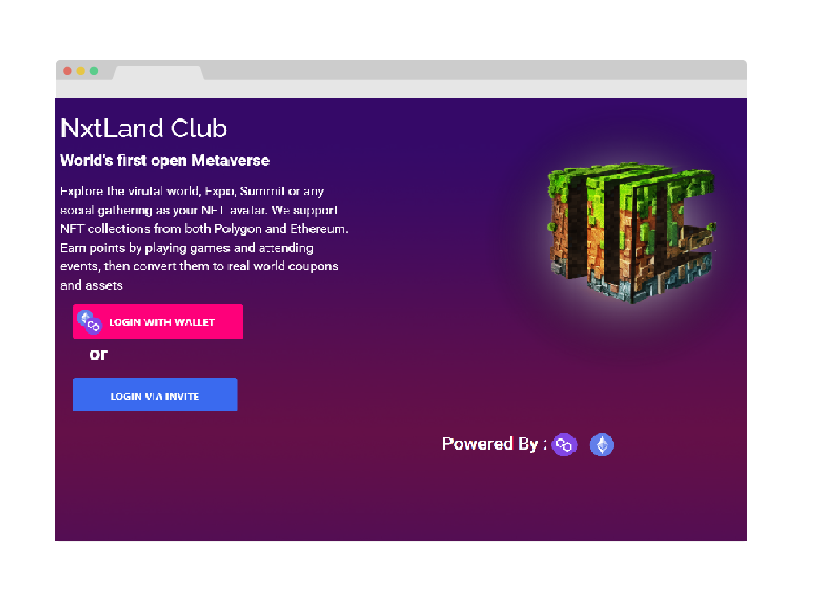 NxtLand Club
World's first open Metaverse
Explore the virutal world, Expo, Summit or any
social gathering as your NFT avatar. We support
NFT collections from both Polygon and Ethereum.
Earn points by playing games and attending
events, then convert them to real world coupons
and assets
LOGIN WITH WALLET
or
LOGIN VIA INVITE
Powered By :